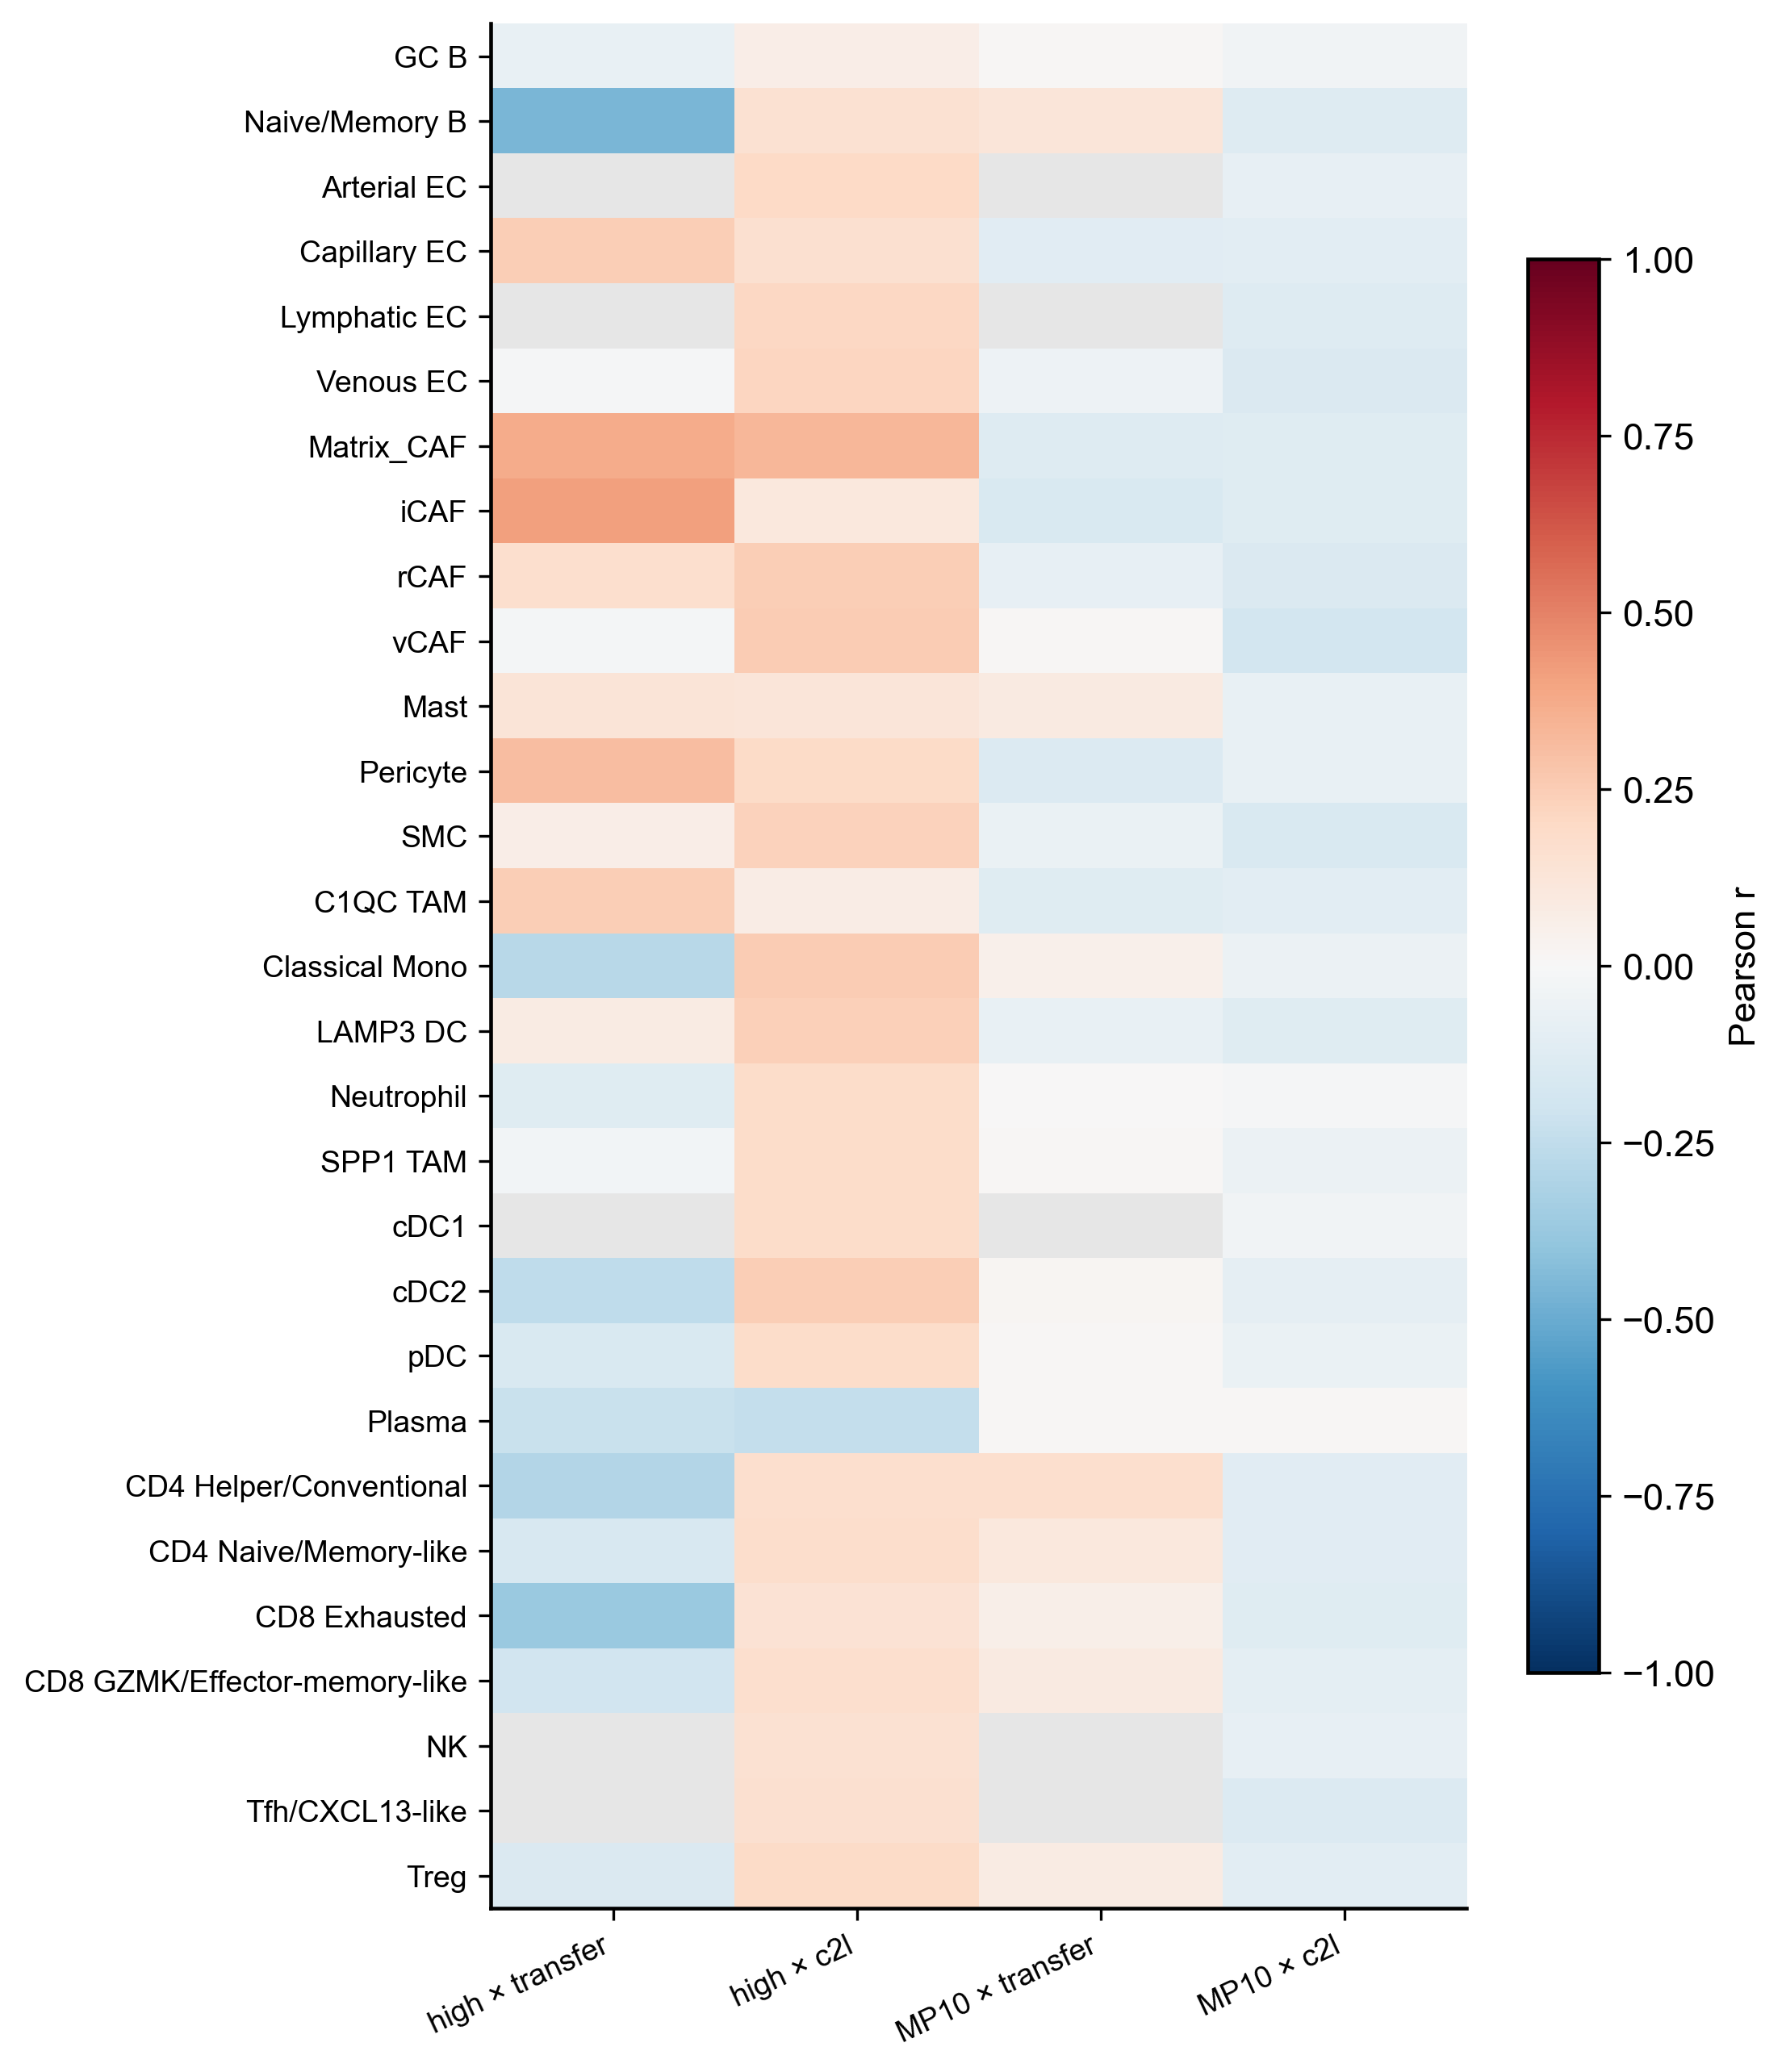 GC B
Naive/Memory B
Arterial EC
Capillary EC
Lymphatic EC
Venous EC
Matrix_CAF
iCAF
rCAF
vCAF
Mast
Pericyte
SMC
C1QC TAM
Classical Mono
LAMP3 DC
Neutrophil
SPP1 TAM
cDC1
cDC2
pDC
Plasma
CD4 Helper/Conventional
CD4 Naive/Memory-like
CD8 Exhausted
CD8 GZMK/Effector-memory-like
NK
Tfh/CXCL13-like
Treg
high × transfer
high × c2l
MP10 × transfer
MP10 × c2l
1.00
0.75
0.50
0.25
0.00
−0.25
−0.50
−0.75
−1.00
Pearson r